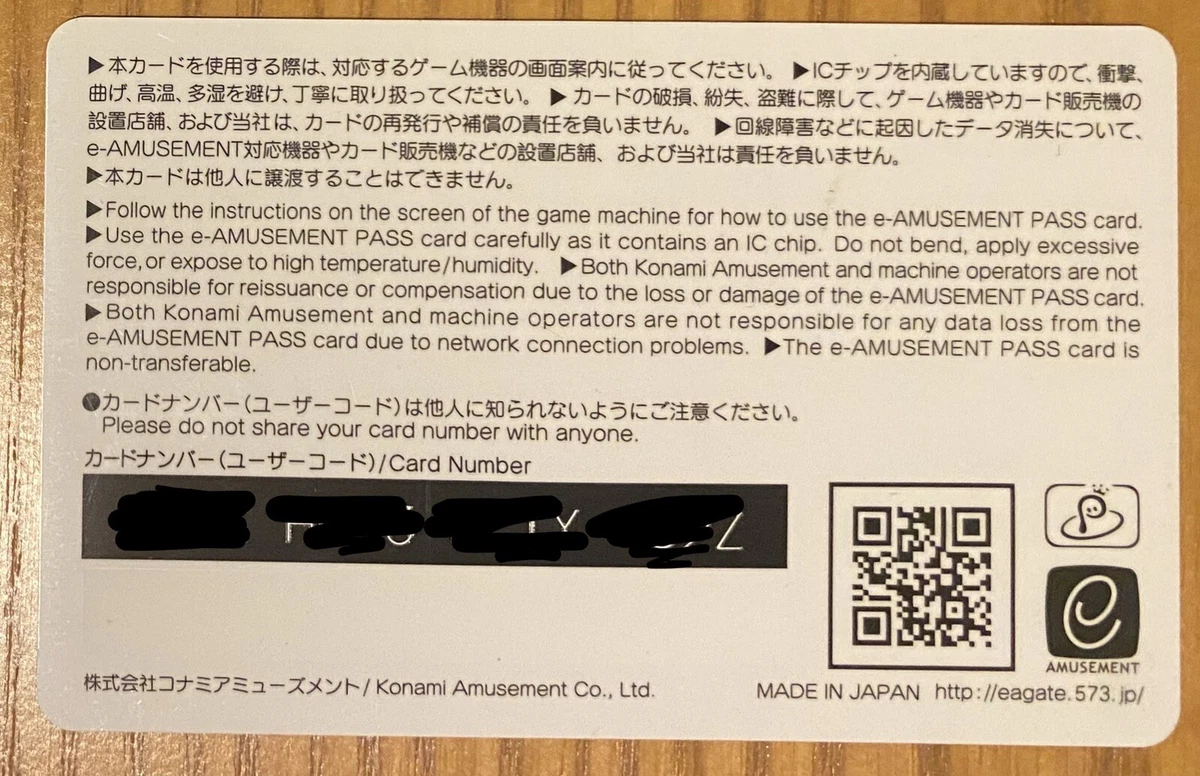 ▶本カードを使用する際は、対応するゲーム機器の画面案内に従ってください。 ▶ICチップを内蔵していますので、衝撃、
曲げ、高温、多湿を避け、丁寧に取り扱ってください。 ▶カードの破損、紛失、盗難に際して、ゲーム機器やカード販売機の
設置店舗、および当社は、カードの再発行や補償の責任を負いません。 ▶回線障害などに起因したデータ消失について、
e-AMUSEMENT対応機器やカード販売機などの設置店舗、および当社は責任を負いません。
▶本カードは他人に譲渡することはできません。
▶Follow the instructions on the screen of the game machine for how to use the e-AMUSEMENT PASS card.
▶Use the e-AMUSEMENT PASS card carefully as it contains an IC chip. Do not bend, apply excessive
force, or expose to high temperature/humidity. ▶Both Konami Amusement and machine operators are not
responsible for reissuance or compensation due to the loss or damage of the e-AMUSEMENT PASS card.
▶Both Konami Amusement and machine operators are not responsible for any data loss from the
e-AMUSEMENT PASS card due to network connection problems. ▶The e-AMUSEMENT PASS card is
non-transferable.
●カードナンバー(ユーザーコード)は他人に知られないようにご注意ください。
Please do not share your card number with anyone.
カードナンバー(ユーザーコード)/Card Number
e
AMUSEMENT
株式会社コナミアミューズメント/Konami Amusement Co., Ltd.
MADE IN JAPAN http://eagate.573.jp/